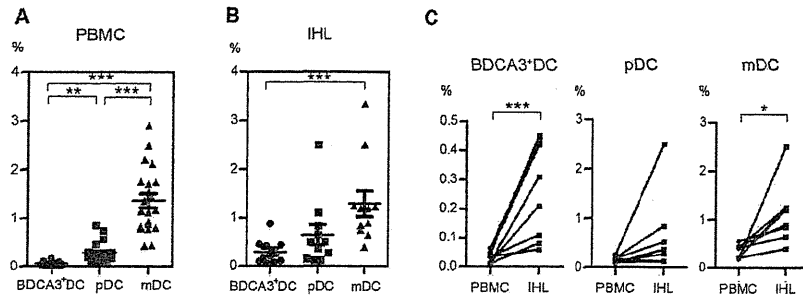 A
PBMC
%
4
3
2
1
0
***
**
***
BDCA3⁺DC pDC mDC
B
IHL
%
4
3
2
1
0
***
BDCA3⁺DC pDC mDC
C
BDCA3⁺DC
%
0.5
0.4
0.3
0.2
0.1
0.0
***
PBMC IHL
pDC
%
3
2
1
0
PBMC IHL
mDC
%
3
2
1
0
*
PBMC IHL